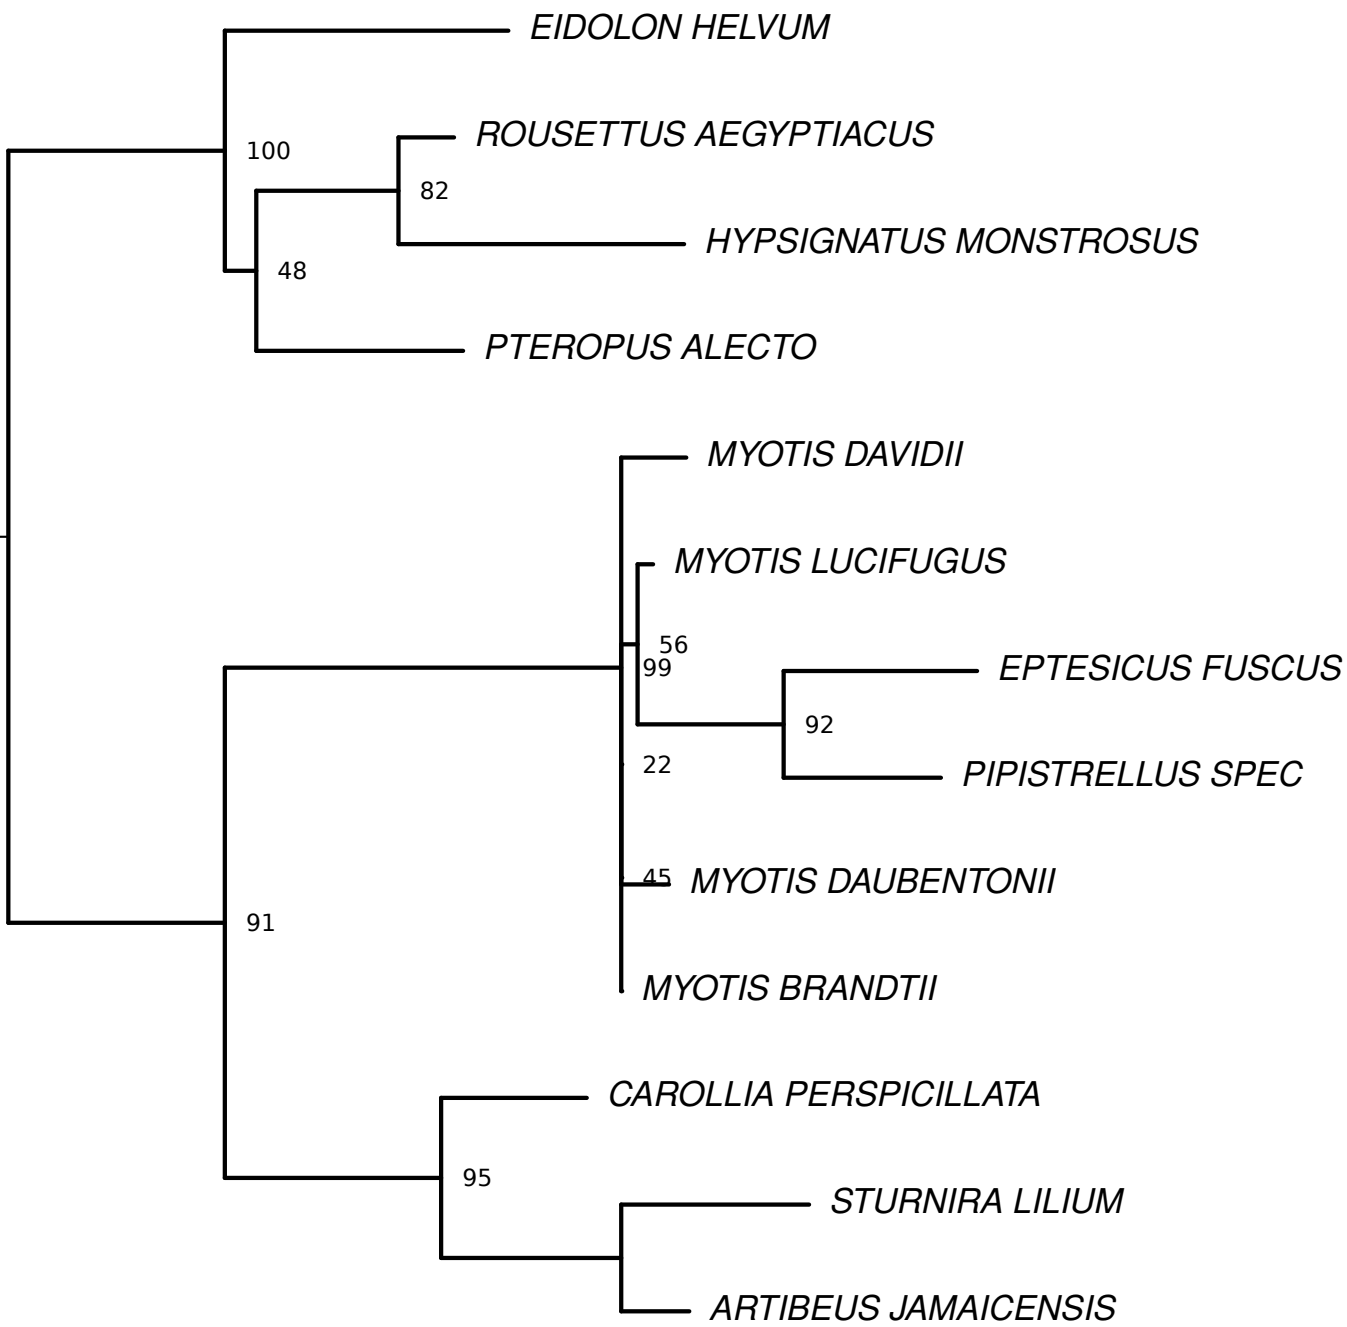 EIDOLON HELVUM
ROUSETTUS AEGYPTIACUS
100
82
HYPSIGNATUS MONSTROSUS
48
PTEROPUS ALECTO
MYOTIS DAVIDII
MYOTIS LUCIFUGUS
56
99
EPTESICUS FUSCUS
92
22
PIPISTRELLUS SPEC
45
MYOTIS DAUBENTONII
91
MYOTIS BRANDTII
CAROLLIA PERSPICILLATA
95
STURNIRA LILIUM
ARTIBEUS JAMAICENSIS